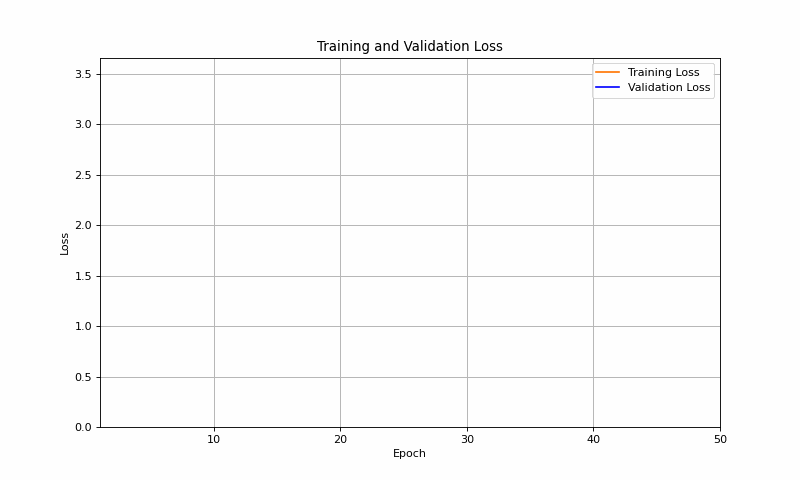 Training and Validation Loss
Training Loss
Validation Loss
3.5
3.0
2.5
2.0
1.5
1.0
0.5
0.0
Loss
10 20 30 40 50
Epoch